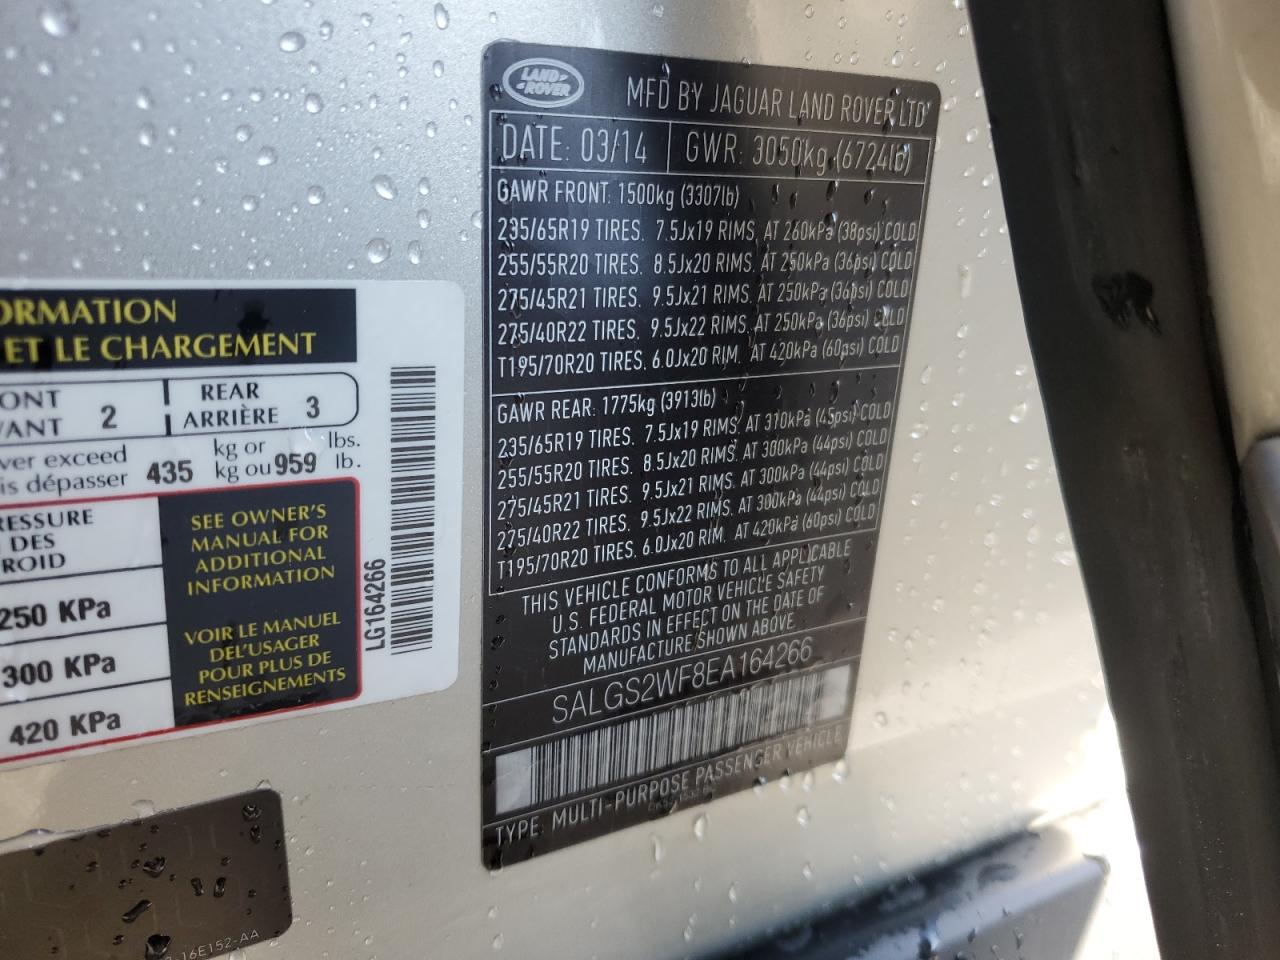 LAND ROVER
MFD BY JAGUAR LAND ROVER LTD
DATE: 03/14 GWR: 3050kg (6724lb)
GAWR FRONT: 1500kg (3307lb)
235/65R19 TIRES. 7.5Jx19 RIMS. AT 260kPa (38psi) COLD
255/55R20 TIRES. 8.5Jx20 RIMS. AT 250kPa (36psi) COLD
275/45R21 TIRES. 9.5Jx21 RIMS. AT 250kPa (36psi) COLD
275/40R22 TIRES. 9.5Jx22 RIMS. AT 250kPa (36psi) COLD
T195/70R20 TIRES. 6.0Jx20 RIM. AT 420kPa (60psi) COLD
GAWR REAR: 1775kg (3913lb)
235/65R19 TIRES. 7.5Jx19 RIMS. AT 310kPa (45psi) COLD
255/55R20 TIRES. 8.5Jx20 RIMS. AT 300kPa (44psi) COLD
275/45R21 TIRES. 9.5Jx21 RIMS. AT 300kPa (44psi) COLD
275/40R22 TIRES. 9.5Jx22 RIMS. AT 300kPa (44psi) COLD
T195/70R20 TIRES. 6.0Jx20 RIM. AT 420kPa (60psi) COLD
THIS VEHICLE CONFORMS TO ALL APPLICABLE
U.S. FEDERAL MOTOR VEHICLE SAFETY
STANDARDS IN EFFECT ON THE DATE OF
MANUFACTURE SHOWN ABOVE.
SALGS2WF8EA164266
TYPE: MULTI-PURPOSE PASSENGER VEHICLE
ORMATION
ET LE CHARGEMENT
ONT 2 REAR 3
VANT ARRIÈRE
ver exceed 435 kg or 959 lbs.
is dépasser kg ou lb.
RESSURE
DES
ROID
250 KPa
300 KPa
420 KPa
SEE OWNER'S
MANUAL FOR
ADDITIONAL
INFORMATION
VOIR LE MANUEL
DEL'USAGER
POUR PLUS DE
RENSEIGNEMENTS
LG164266
16E152-AA